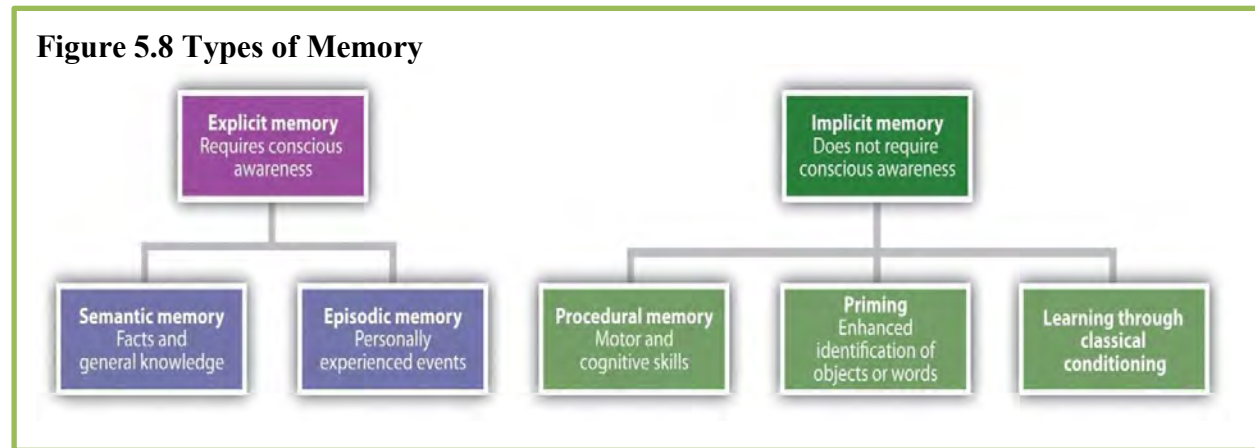 Figure 5.8 Types of Memory
Explicit memory
Requires conscious
awareness
Implicit memory
Does not require
conscious awareness
Semantic memory
Facts and
general knowledge
Episodic memory
Personally
experienced events
Procedural memory
Motor and
cognitive skills
Priming
Enhanced
identification of
objects or words
Learning through
classical
conditioning